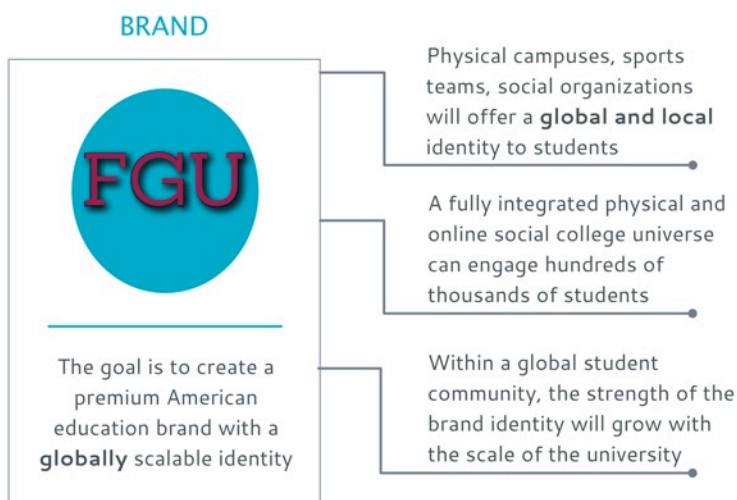 BRAND
FGU
The goal is to create a
premium American
education brand with a
globally scalable identity
Physical campuses, sports
teams, social organizations
will offer a global and local
identity to students
A fully integrated physical and
online social college universe
can engage hundreds of
thousands of students
Within a global student
community, the strength of the
brand identity will grow with
the scale of the university